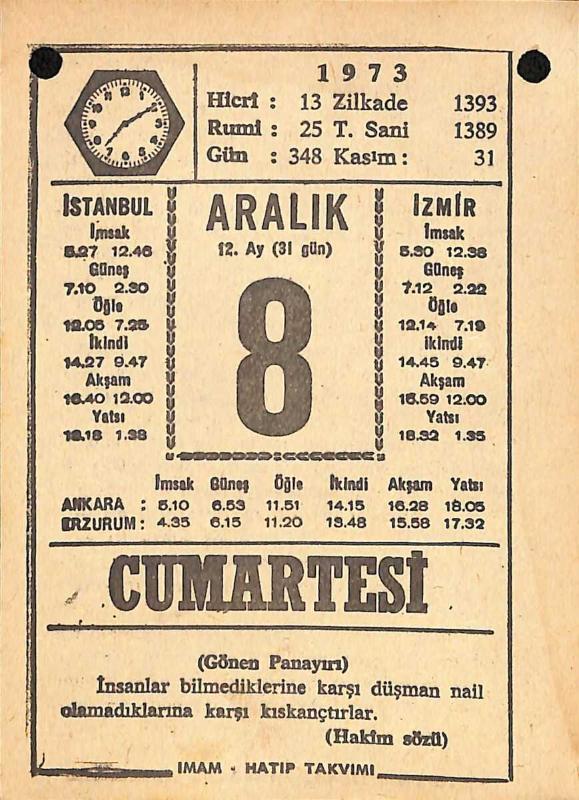 1973
Hicrî : 13 Zilkade 1393
Rumi : 25 T. Sani 1389
Gün : 348 Kasım : 31
İSTANBUL
İmsak
5.27 12.46
Güneş
7.10 2.30
Öğle
12.05 7.25
İkindi
14.27 9.47
Akşam
16.40 12.00
Yatsı
18.18 1.38
ARALIK
12. Ay (31 gün)
8
İZMİR
İmsak
5.30 12.38
Güneş
7.12 2.22
Öğle
12.14 7.19
İkindi
14.45 9.47
Akşam
16.59 12.00
Yatsı
18.32 1.35
İmsak Güneş Öğle İkindi Akşam Yatsı
ANKARA : 5.10 6.53 11.51 14.15 16.28 18.05
ERZURUM : 4.35 6.15 11.20 13.48 15.58 17.32
CUMARTESİ
(Gönen Panayırı)
İnsanlar bilmediklerine karşı düşman nail
olamadıklarına karşı kıskançtırlar.
(Hakîm sözü)
İMAM - HATİP TAKVİMİ